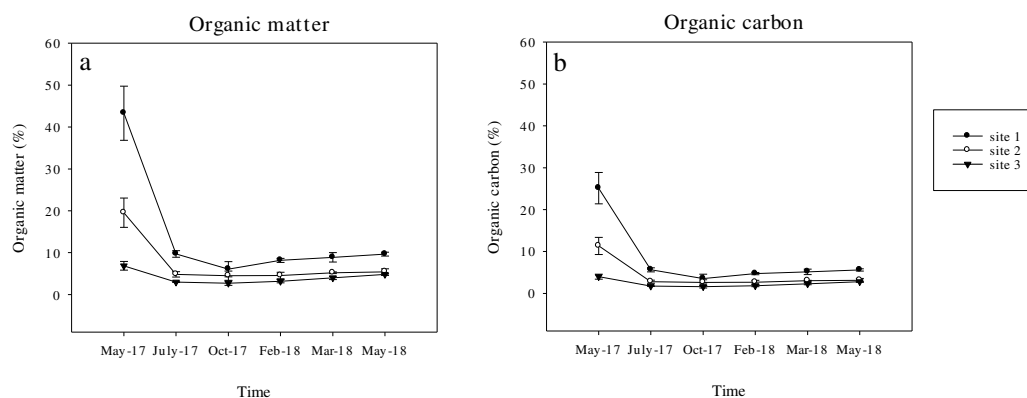 Organic matter
a
Organic matter (%)
60
50
40
30
20
10
0
May-17 July-17 Oct-17 Feb-18 Mar-18 May-18
Time
Organic carbon
b
Organic carbon (%)
60
50
40
30
20
10
0
May-17 July-17 Oct-17 Feb-18 Mar-18 May-18
Time
site 1
site 2
site 3